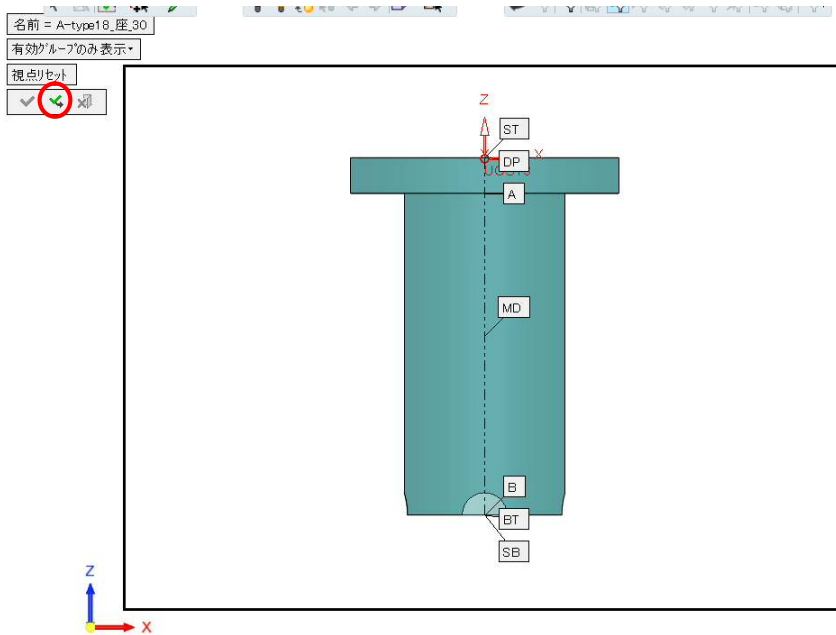 名前 = A-type18_座_30
有効グループのみ表示
視点リセット
Z
ST
X
DP
A
MD
B
BT
SB
Z
X